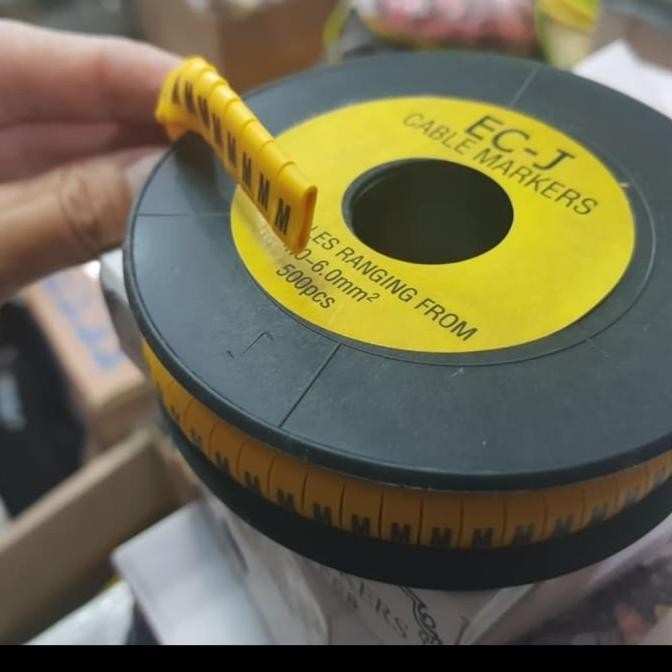 EC-J
CABLE MARKERS
LES RANGING FROM
0-6.0mm²
500pcs
M M M M M M
M M M M M M M M